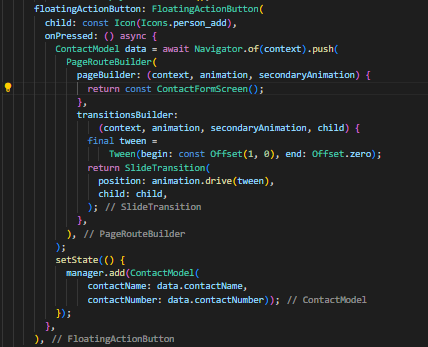 floatingActionButton: FloatingActionButton(
child: const Icon(Icons.person_add),
onPressed: () async {
ContactModel data = await Navigator.of(context).push(
PageRouteBuilder(
pageBuilder: (context, animation, secondaryAnimation) {
return const ContactFormScreen();
},
transitionsBuilder:
(context, animation, secondaryAnimation, child) {
final tween =
Tween(begin: const Offset(1, 0), end: Offset.zero);
return SlideTransition(
position: animation.drive(tween),
child: child,
); // SlideTransition
},
), // PageRouteBuilder
);
setState(() {
manager.add(ContactModel(
contactName: data.contactName,
contactNumber: data.contactNumber)); // ContactModel
});
},
), // FloatingActionButton